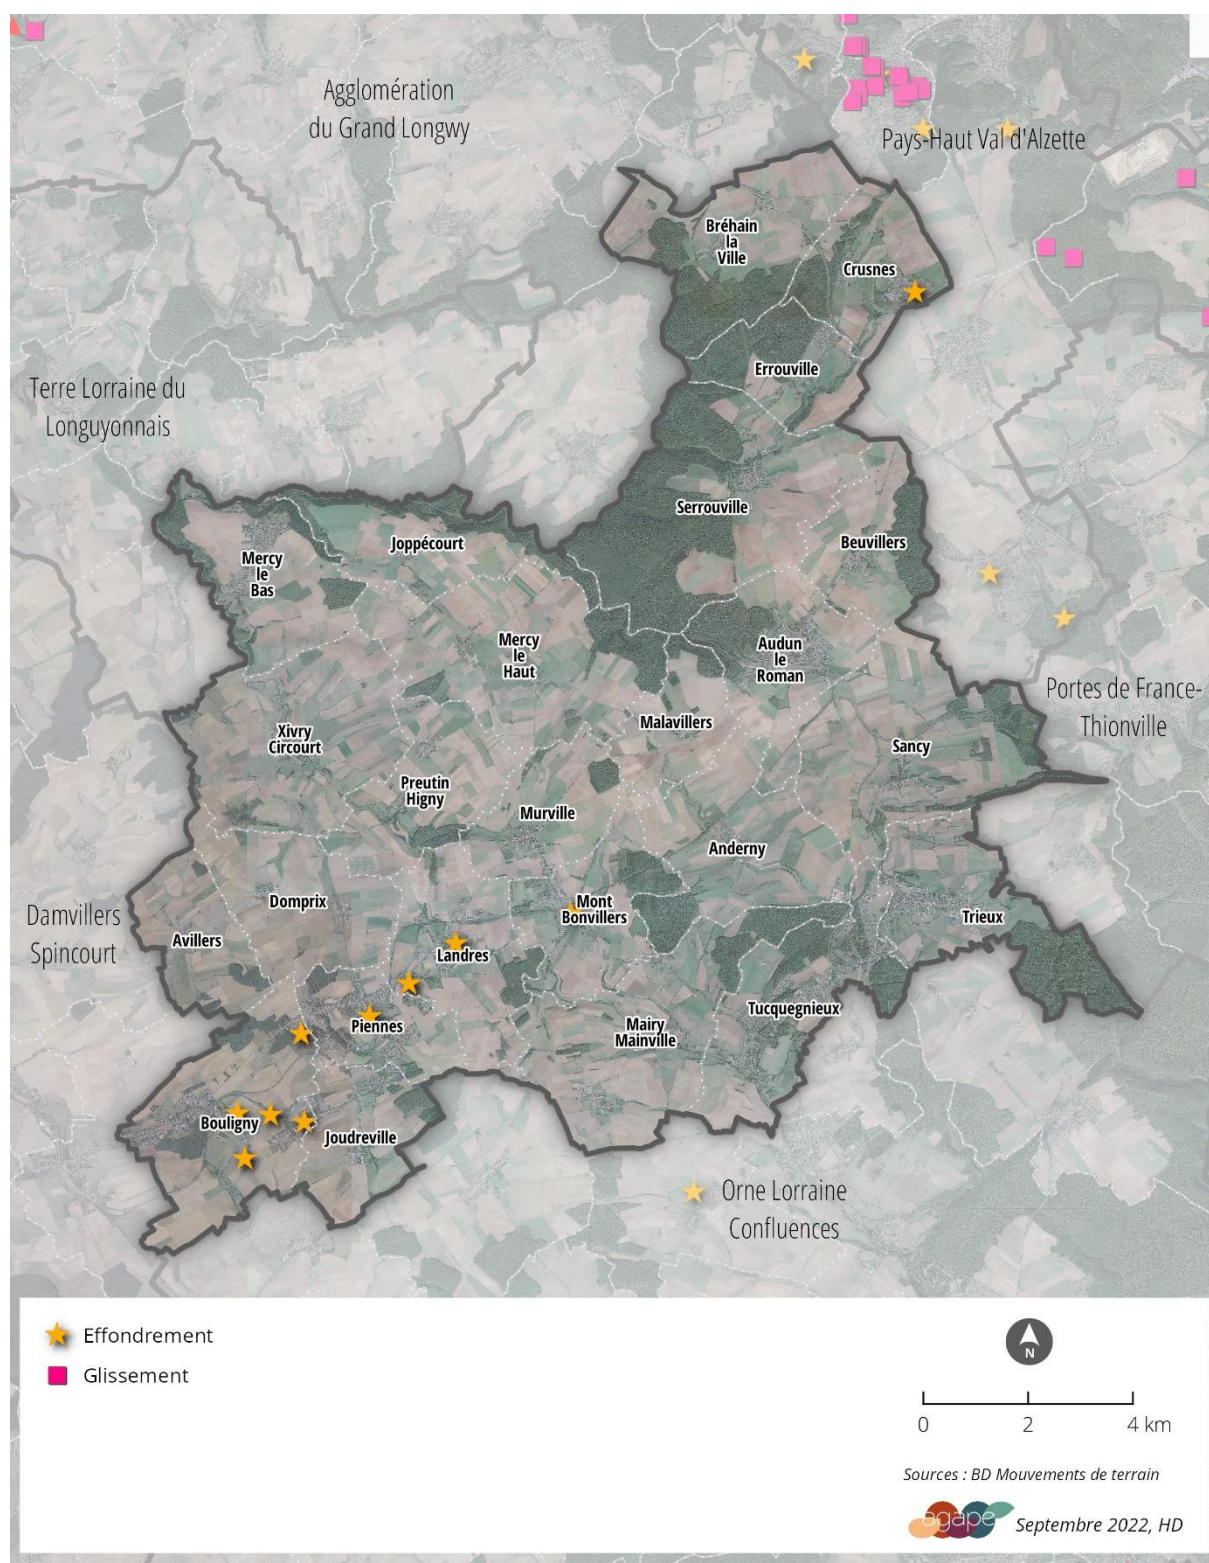 Agglomération
du Grand Longwy
Pays-Haut Val d'Alzette
Bréhain
la
Ville
Crusnes
Errouville
Terre Lorraine du
Longuyonnais
Serrouville
Beuvillers
Joppécourt
Mercy
le
Bas
Mercy
le
Haut
Audun
le
Roman
Portes de France-
Thionville
Malavillers
Xivry
Circourt
Sancy
Preutin
Higny
Murville
Anderny
Domprix
Mont
Bonvillers
Damvillers
Spincourt
Avillers
Trieux
Landres
Tucquegnieux
Piennes
Mairy
Mainville
Bouligny
Joudreville
Orne Lorraine
Confluences
Effondrement
Glissement
N
0 2 4 km
Sources : BD Mouvements de terrain
agape
Septembre 2022, HD